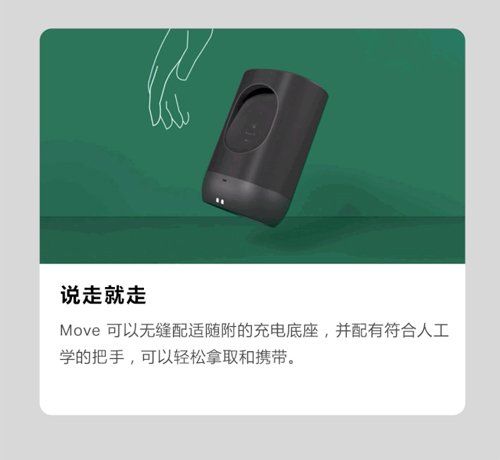 说走就走
Move 可以无缝配适随附的充电底座，并配有符合人工
学的把手，可以轻松拿取和携带。